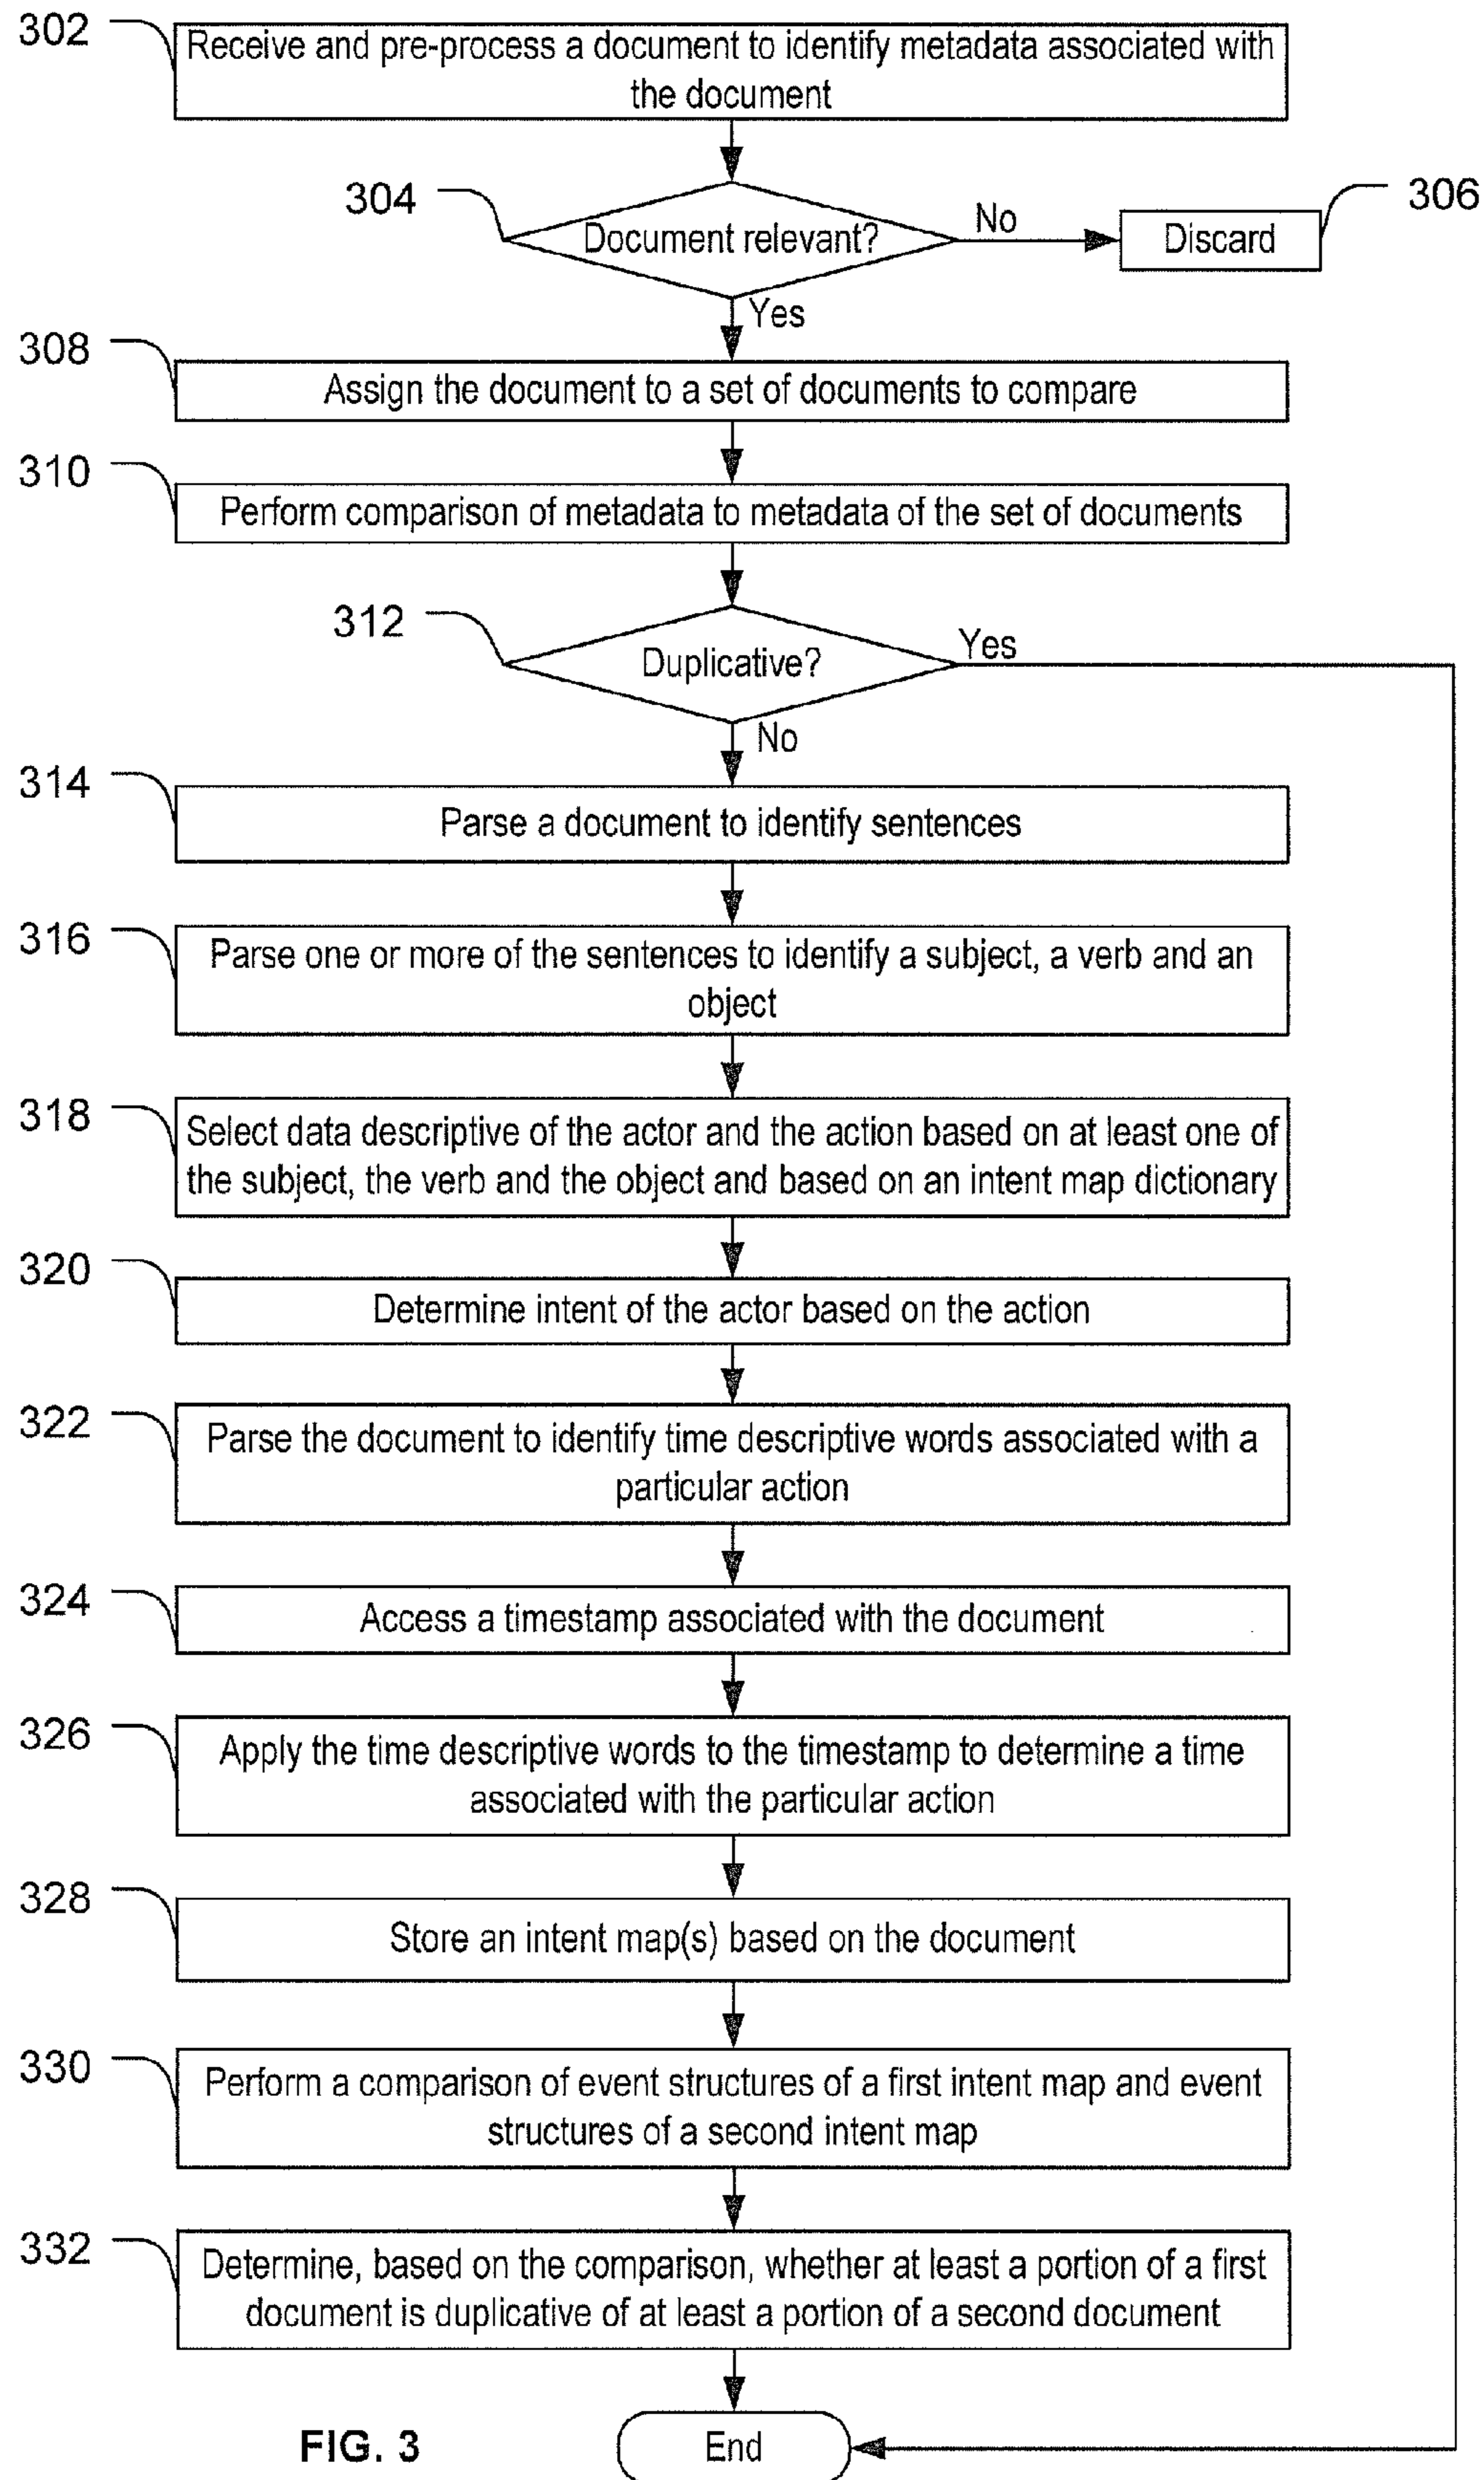 302
Receive and pre-process a document to identify metadata associated with
the document
304
Document relevant?
No
306
Discard
Yes
308
Assign the document to a set of documents to compare
310
Perform comparison of metadata to metadata of the set of documents
312
Duplicative?
Yes
No
314
Parse a document to identify sentences
316
Parse one or more of the sentences to identify a subject, a verb and an
object
318
Select data descriptive of the actor and the action based on at least one of
the subject, the verb and the object and based on an intent map dictionary
320
Determine intent of the actor based on the action
322
Parse the document to identify time descriptive words associated with a
particular action
324
Access a timestamp associated with the document
326
Apply the time descriptive words to the timestamp to determine a time
associated with the particular action
328
Store an intent map(s) based on the document
330
Perform a comparison of event structures of a first intent map and event
structures of a second intent map
332
Determine, based on the comparison, whether at least a portion of a first
document is duplicative of at least a portion of a second document
FIG. 3
End